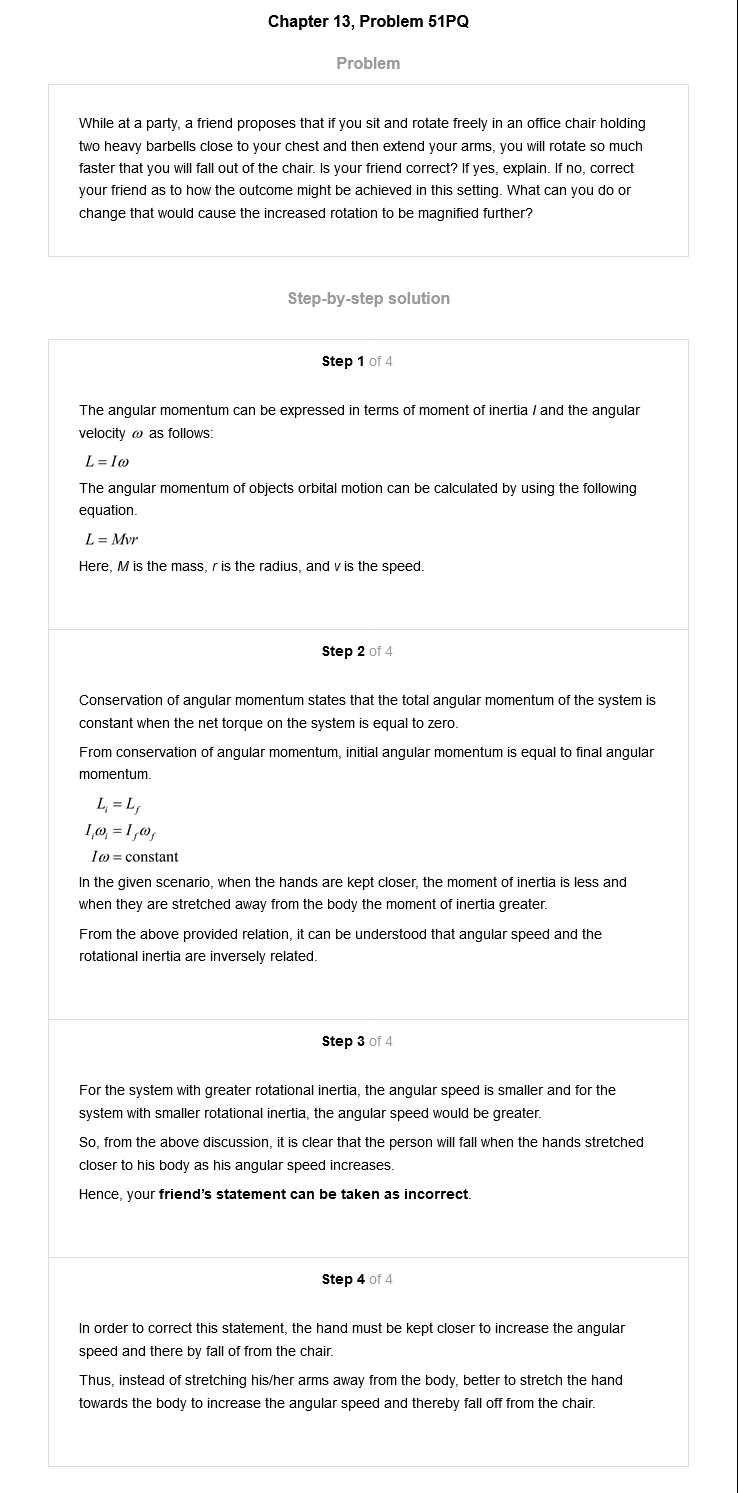 Chapter 13, Problem 51PQ
Problem
While at a party, a friend proposes that if you sit and rotate freely in an office chair holding
two heavy barbells close to your chest and then extend your arms, you will rotate so much
faster that you will fall out of the chair. Is your friend correct? If yes, explain. If no, correct
your friend as to how the outcome might be achieved in this setting. What can you do or
change that would cause the increased rotation to be magnified further?
Step-by-step solution
Step 1 of 4
The angular momentum can be expressed in terms of moment of inertia I and the angular
velocity ω as follows:
L = Iω
The angular momentum of objects orbital motion can be calculated by using the following
equation.
L = Mvr
Here, M is the mass, r is the radius, and v is the speed.
Step 2 of 4
Conservation of angular momentum states that the total angular momentum of the system is
constant when the net torque on the system is equal to zero.
From conservation of angular momentum, initial angular momentum is equal to final angular
momentum.
L_i = L_f
I_iω_i = I_fω_f
Iω = constant
In the given scenario, when the hands are kept closer, the moment of inertia is less and
when they are stretched away from the body the moment of inertia greater.
From the above provided relation, it can be understood that angular speed and the
rotational inertia are inversely related.
Step 3 of 4
For the system with greater rotational inertia, the angular speed is smaller and for the
system with smaller rotational inertia, the angular speed would be greater.
So, from the above discussion, it is clear that the person will fall when the hands stretched
closer to his body as his angular speed increases.
Hence, your friend's statement can be taken as incorrect.
Step 4 of 4
In order to correct this statement, the hand must be kept closer to increase the angular
speed and there by fall of from the chair.
Thus, instead of stretching his/her arms away from the body, better to stretch the hand
towards the body to increase the angular speed and thereby fall off from the chair.